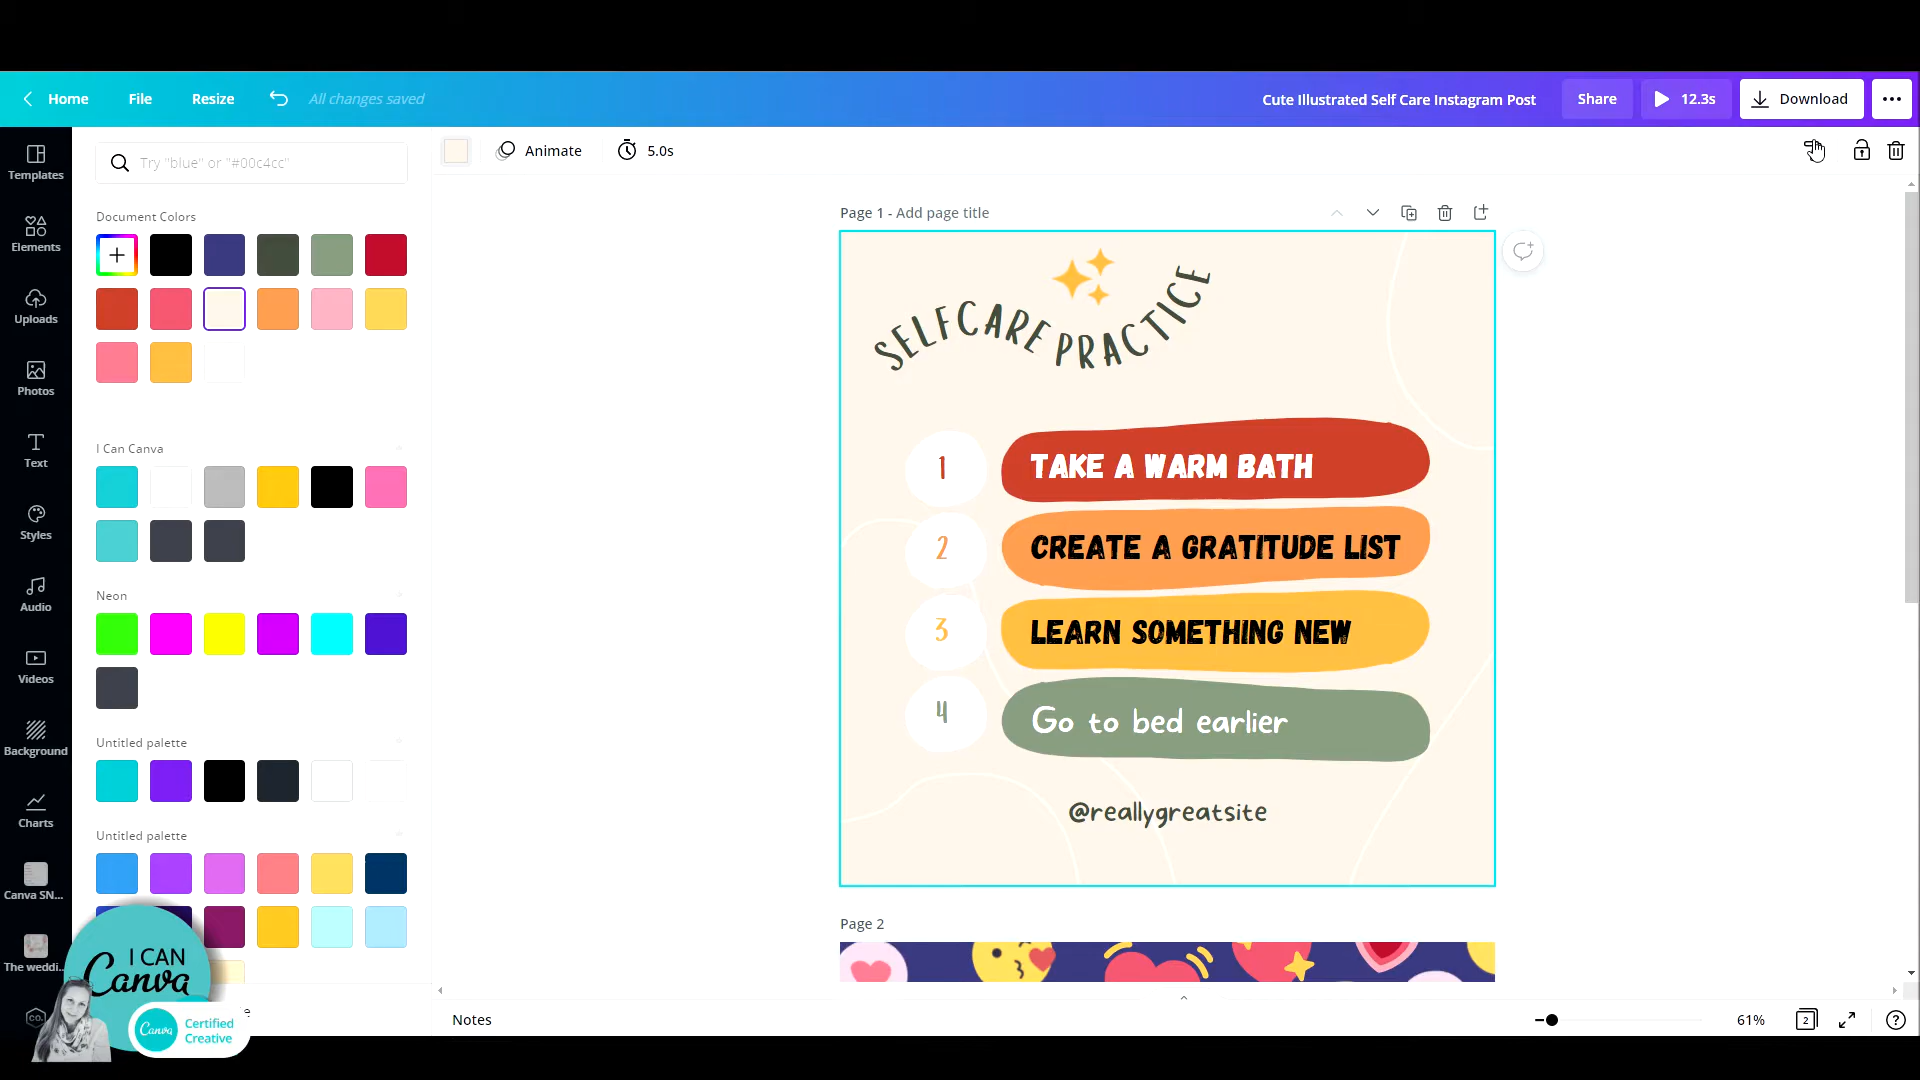 Home File Resize All changes saved Cute Illustrated Self Care Instagram Post Share 12.3s Download
Templates
Elements
Uploads
Photos
Text
Styles
Audio
Videos
Background
Charts
Canva SN...
The weddi...
co.
Try "blue" or "#00c4cc"
Document Colors
I Can Canva
Neon
Untitled palette
Untitled palette
Animate 5.0s
Page 1 - Add page title
SELFCARE PRACTICE
1 TAKE A WARM BATH
2 CREATE A GRATITUDE LIST
3 LEARN SOMETHING NEW
4 Go to bed earlier
@reallygreatsite
Page 2
I CAN
Canva
Canva Certified
Creative
Notes 61% 2